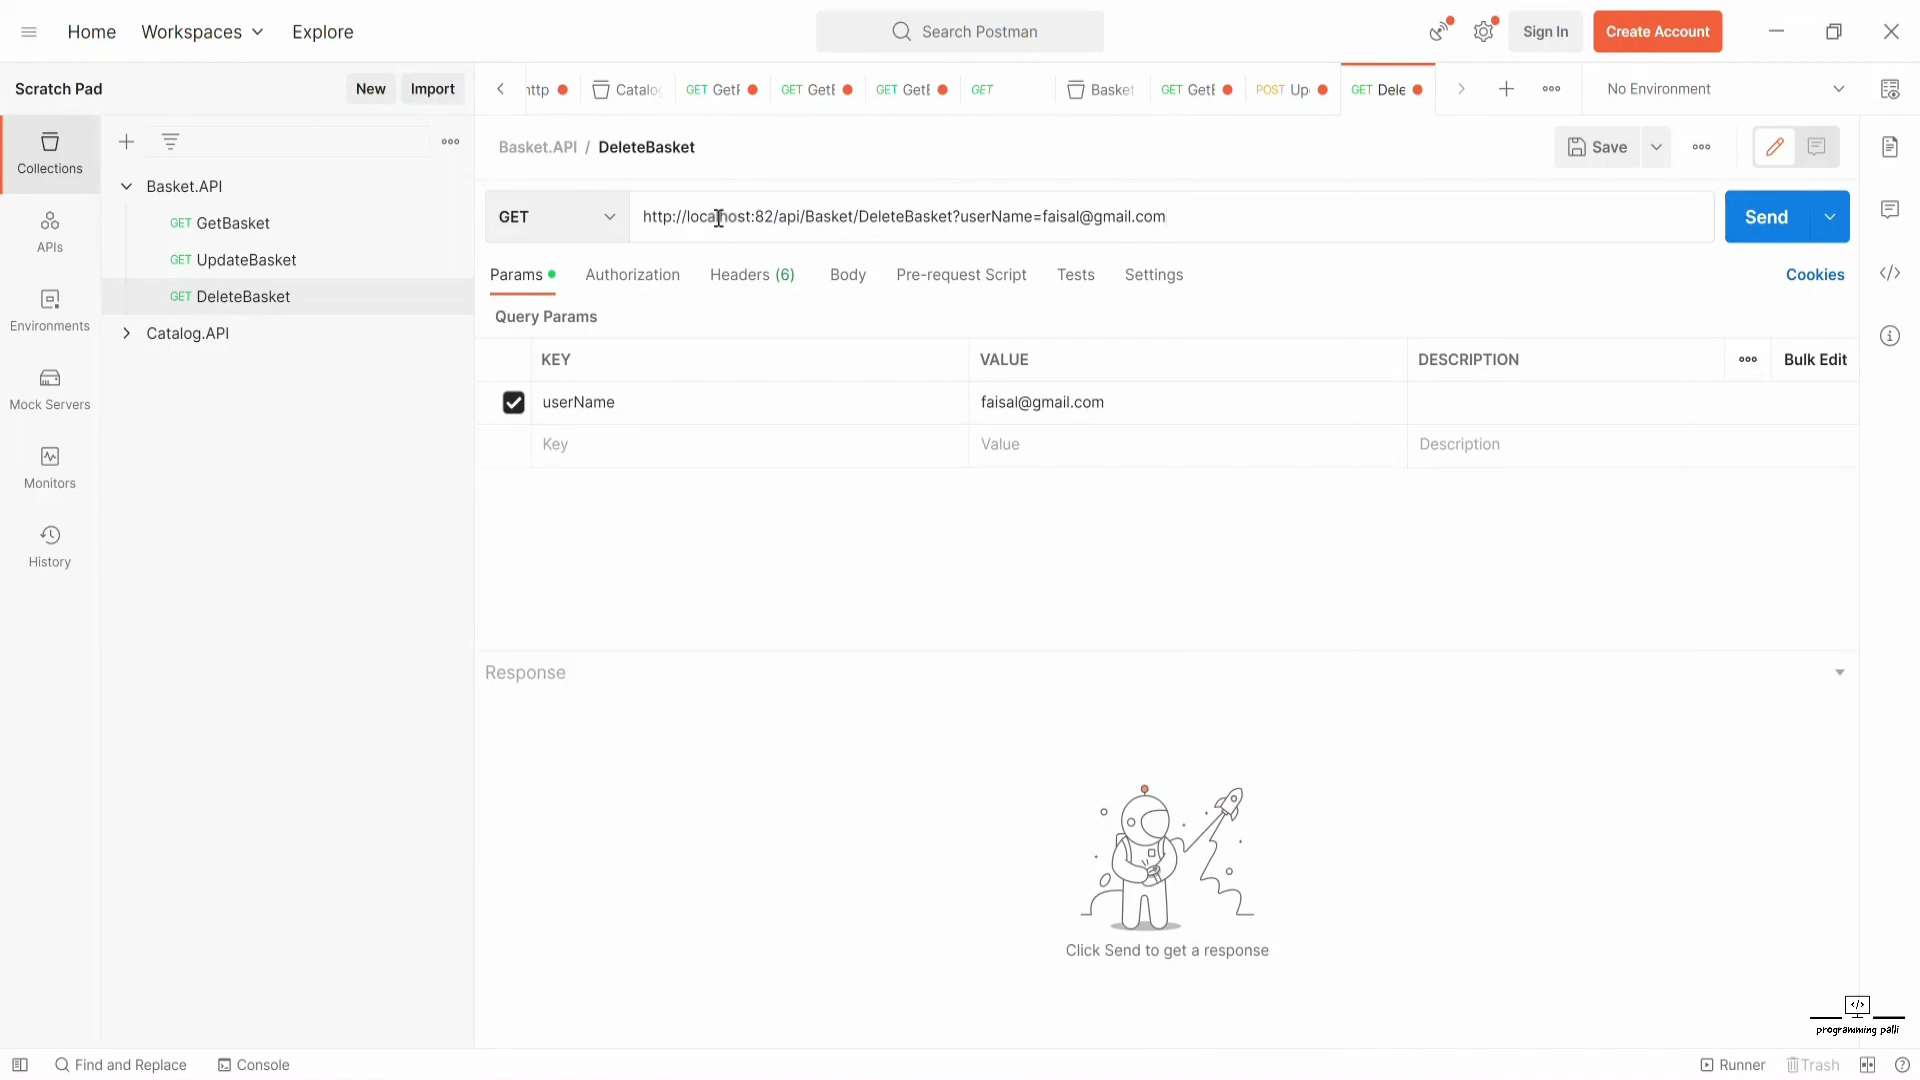 Home Workspaces Explore Search Postman Sign In Create Account
Scratch Pad New Import http Catalo GET GET GET GET Basket GET POST Up GET Dele No Environment
Collections
APIs
Environments
Mock Servers
Monitors
History
Basket.API
GET GetBasket
GET UpdateBasket
GET DeleteBasket
Catalog.API
Basket.API / DeleteBasket Save
GET http://localhost:82/api/Basket/DeleteBasket?userName=faisal@gmail.com Send
Params Authorization Headers (6) Body Pre-request Script Tests Settings Cookies
Query Params
KEY VALUE DESCRIPTION Bulk Edit
userName faisal@gmail.com
Key Value Description
Response
Click Send to get a response
</>
programming palli
Find and Replace Console Runner Trash